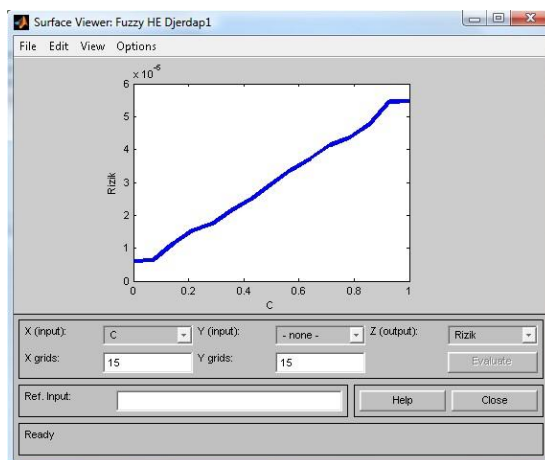 Surface Viewer: Fuzzy HE Djerdap1
File Edit View Options
x 10⁻⁶
6
5
4
3
2
1
0
Rizik
0 0.2 0.4 0.6 0.8 1
C
X (input): C Y (input): - none - Z (output): Rizik
X grids: 15 Y grids: 15 Evaluate
Ref. Input: Help Close
Ready